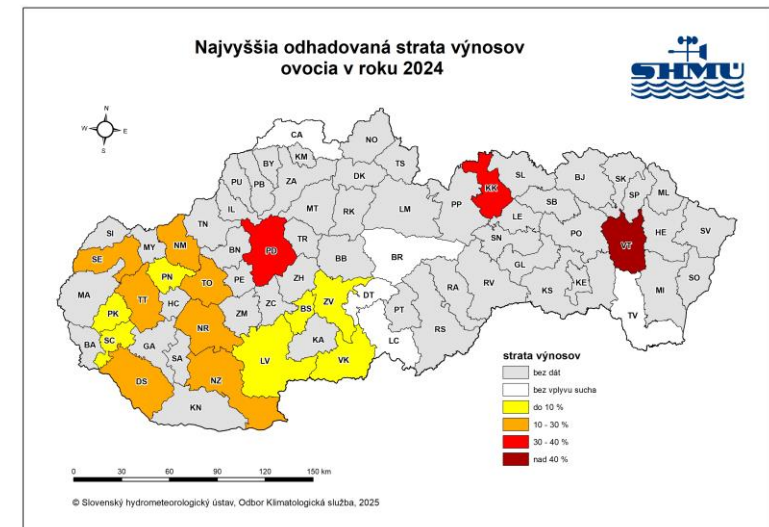 Najvyššia odhadovaná strata výnosov
ovocia v roku 2024
SHMÚ
N
W E
S
CA
NO
BY
KM
TS
PU
PB
ZA
DK
SL
BJ
SK
SP
ML
KK
IL
MT
RK
LM
PP
LE
SB
SI
TN
MY
NM
BN
PD
TR
SN
PO
VT
HE
SV
SE
PN
TO
PE
BB
BR
GL
MA
TT
HC
ZH
RA
RV
KS
KE
MI
SO
PK
NR
ZM
ZC
BS
ZV
DT
PT
TV
BA
SC
GA
SA
KA
LC
RS
LV
VK
DS
NZ
KN
strata výnosov
bez dát
bez vplyvu sucha
do 10 %
10 - 30 %
30 - 40 %
nad 40 %
0 30 60 90 120 150 km
© Slovenský hydrometeorologický ústav, Odbor Klimatologická služba, 2025